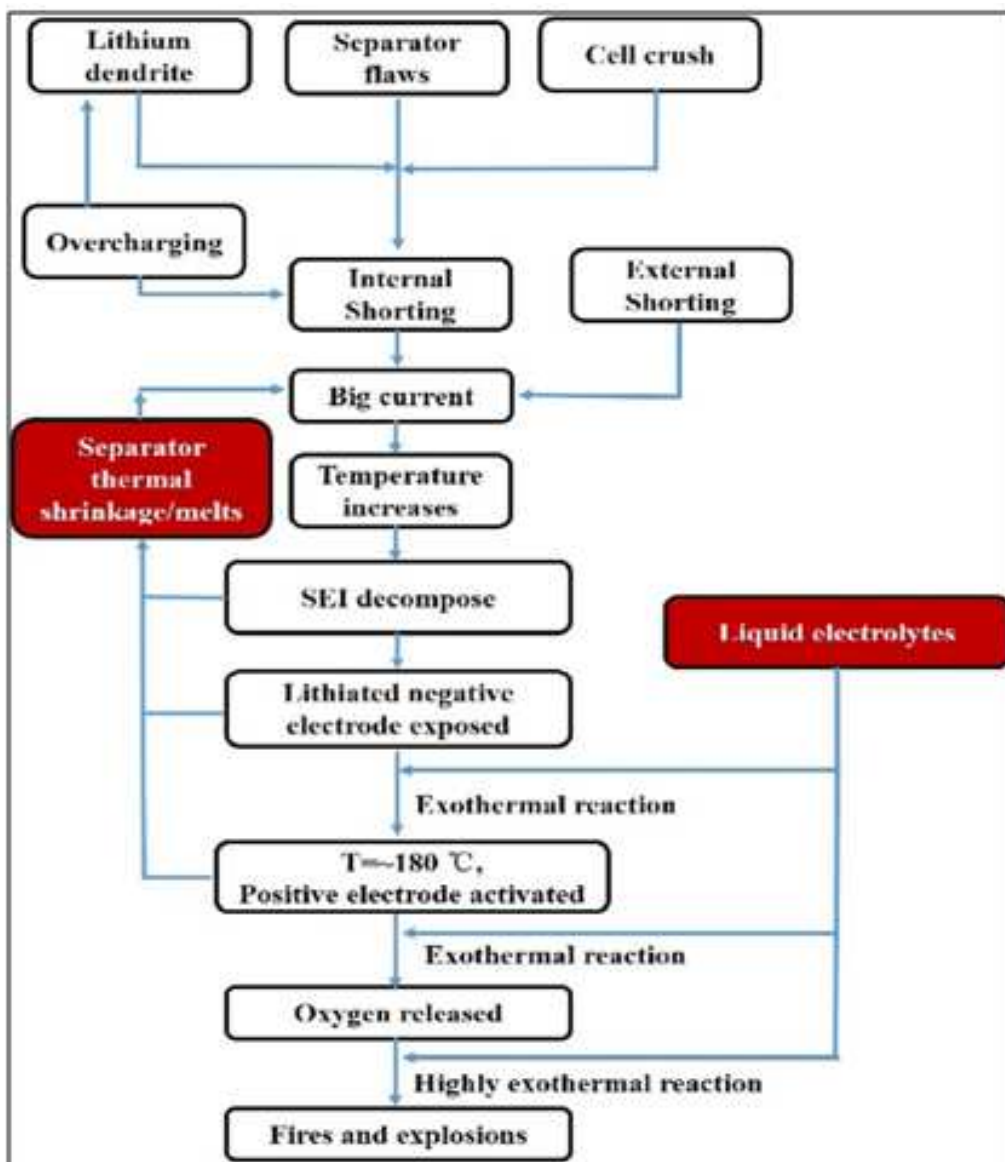 Lithium
dendrite
Separator
flaws
Cell crush
Overcharging
Internal
Shorting
External
Shorting
Big current
Separator
thermal
shrinkage/melts
Temperature
increases
SEI decompose
Liquid electrolytes
Lithiated negative
electrode exposed
Exothermal reaction
T=~180 ℃,
Positive electrode activated
Exothermal reaction
Oxygen released
Highly exothermal reaction
Fires and explosions